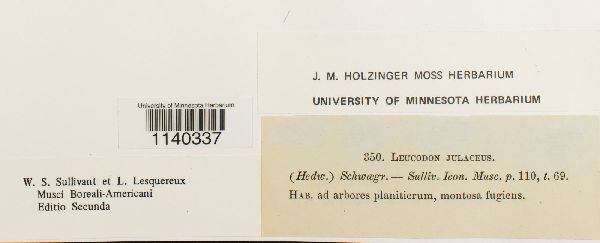 J. M. HOLZINGER MOSS HERBARIUM
UNIVERSITY OF MINNESOTA HERBARIUM
University of Minnesota Herbarium
1140337
350. LEUCODON JULACEUS.
(Hedw.) Schwægr. — Sulliv. Icon. Musc. p. 110, t. 69.
HAB. ad arbores planitierum, montosa fugiens.
W. S. Sullivant et L. Lesquereux
Musci Boreali-Americani
Editio Secunda